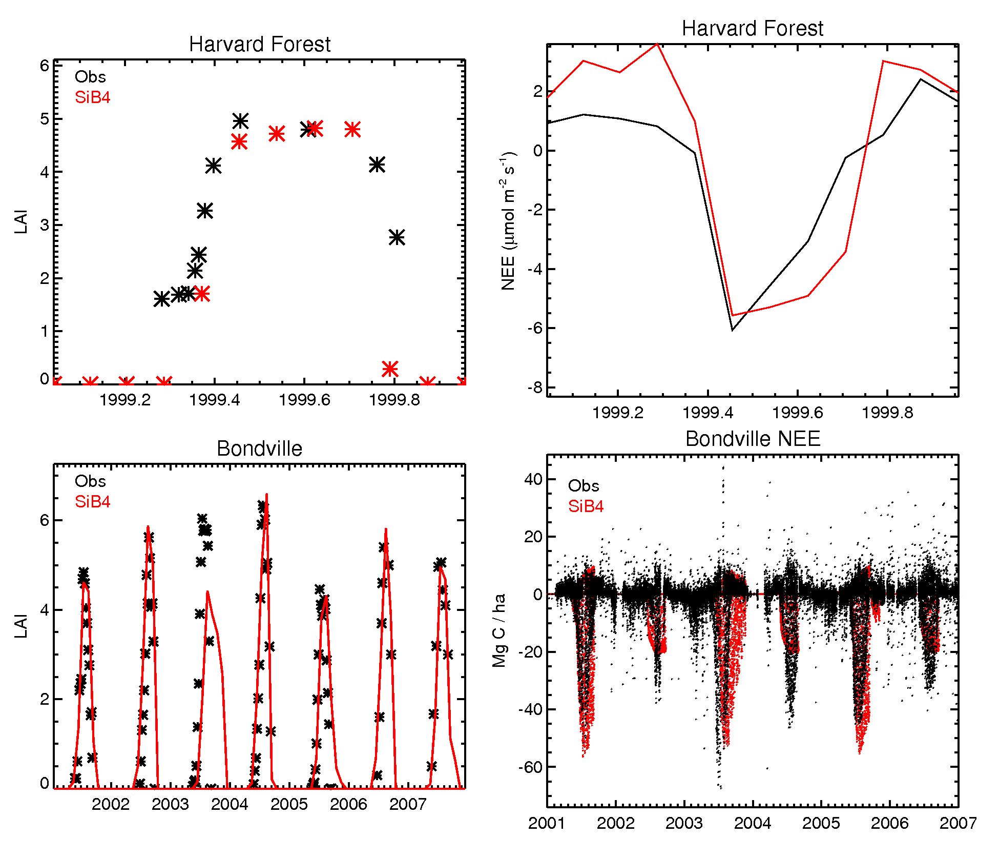 Harvard Forest
Obs
SiB4
6
5
4
3
2
1
0
LAI
1999.2 1999.4 1999.6 1999.8
Harvard Forest
2
0
-2
-4
-6
-8
NEE (μmol m-2 s-1)
1999.2 1999.4 1999.6 1999.8
Bondville
Obs
SiB4
6
4
2
0
LAI
2002 2003 2004 2005 2006 2007
Bondville NEE
Obs
SiB4
40
20
0
-20
-40
-60
Mg C / ha
2001 2002 2003 2004 2005 2006 2007